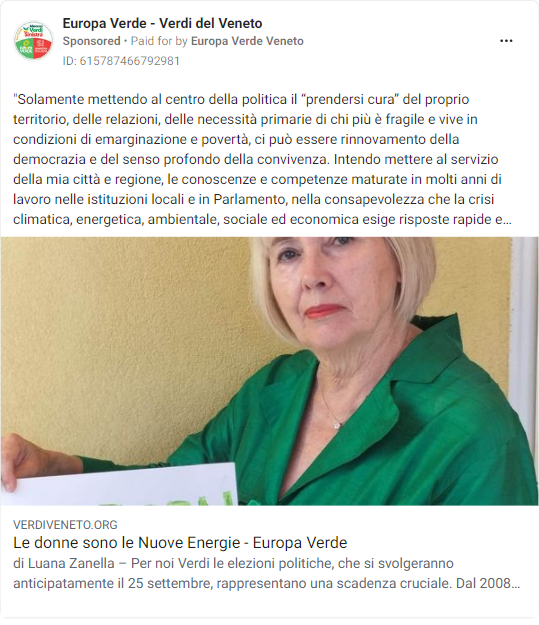 Europa Verde - Verdi del Veneto
Sponsored • Paid for by Europa Verde Veneto
ID: 615787466792981
"Solamente mettendo al centro della politica il “prendersi cura” del proprio
territorio, delle relazioni, delle necessità primarie di chi più è fragile e vive in
condizioni di emarginazione e povertà, ci può essere rinnovamento della
democrazia e del senso profondo della convivenza. Intendo mettere al servizio
della mia città e regione, le conoscenze e competenze maturate in molti anni di
lavoro nelle istituzioni locali e in Parlamento, nella consapevolezza che la crisi
climatica, energetica, ambientale, sociale ed economica esige risposte rapide e...
VERDIVENETO.ORG
Le donne sono le Nuove Energie - Europa Verde
di Luana Zanella – Per noi Verdi le elezioni politiche, che si svolgeranno
anticipatamente il 25 settembre, rappresentano una scadenza cruciale. Dal 2008...